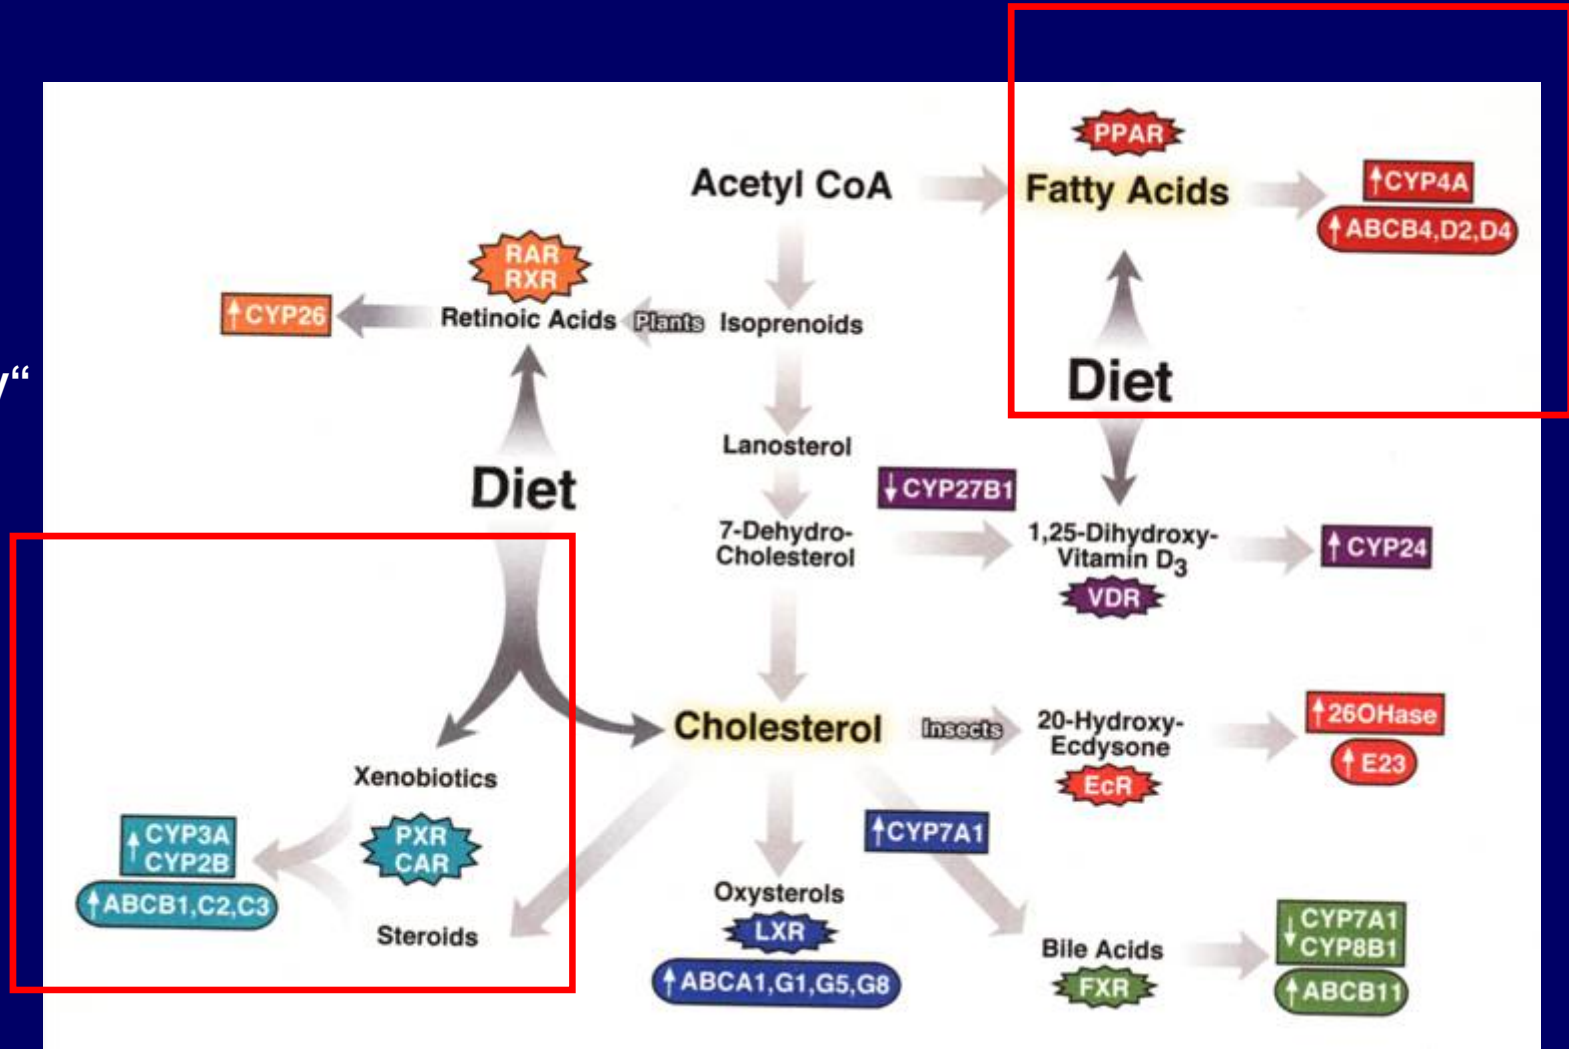 PPAR
Acetyl CoA
Fatty Acids
↑CYP4A
↑ABCB4,D2,D4
RAR
RXR
↑CYP26
Retinoic Acids
Plants
Isoprenoids
y“
Diet
Lanosterol
Diet
↓CYP27B1
7-Dehydro-
Cholesterol
1,25-Dihydroxy-
Vitamin D3
VDR
↑CYP24
Cholesterol
Insects
20-Hydroxy-
Ecdysone
EcR
↑26OHase
↑E23
Xenobiotics
↑CYP3A
CYP2B
PXR
CAR
↑ABCB1,C2,C3
Steroids
↑CYP7A1
Oxysterols
LXR
↑ABCA1,G1,G5,G8
Bile Acids
FXR
↓CYP7A1
CYP8B1
↑ABCB11